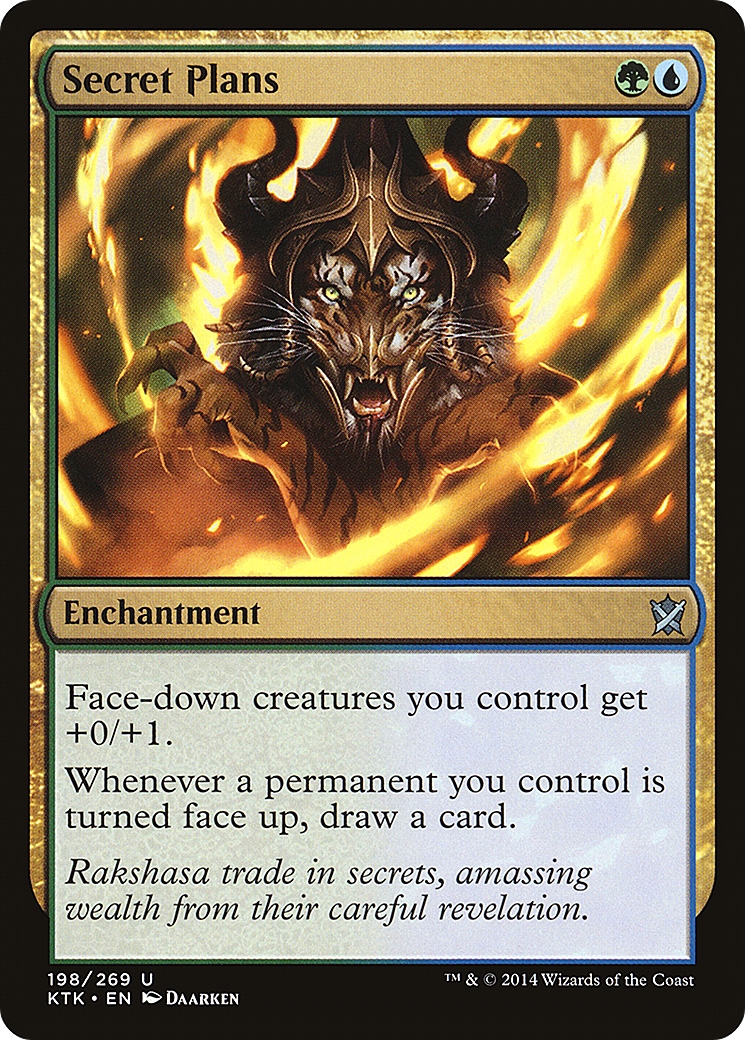 Secret Plans
Enchantment
Face-down creatures you control get
+0/+1.
Whenever a permanent you control is
turned face up, draw a card.
Rakshasa trade in secrets, amassing
wealth from their careful revelation.
198/269 U
™ & © 2014 Wizards of the Coast
KTK • EN DAARKEN